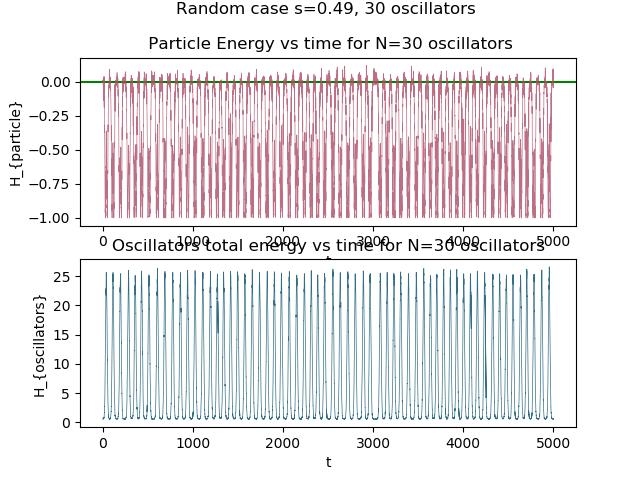 Random case s=0.49, 30 oscillators
Particle Energy vs time for N=30 oscillators
0.00
−0.25
−0.50
−0.75
−1.00
H_{particle}
0 1000 2000 3000 4000 5000
t
Oscillators total energy vs time for N=30 oscillators
25
20
15
10
5
0
H_{oscillators}
0 1000 2000 3000 4000 5000
t